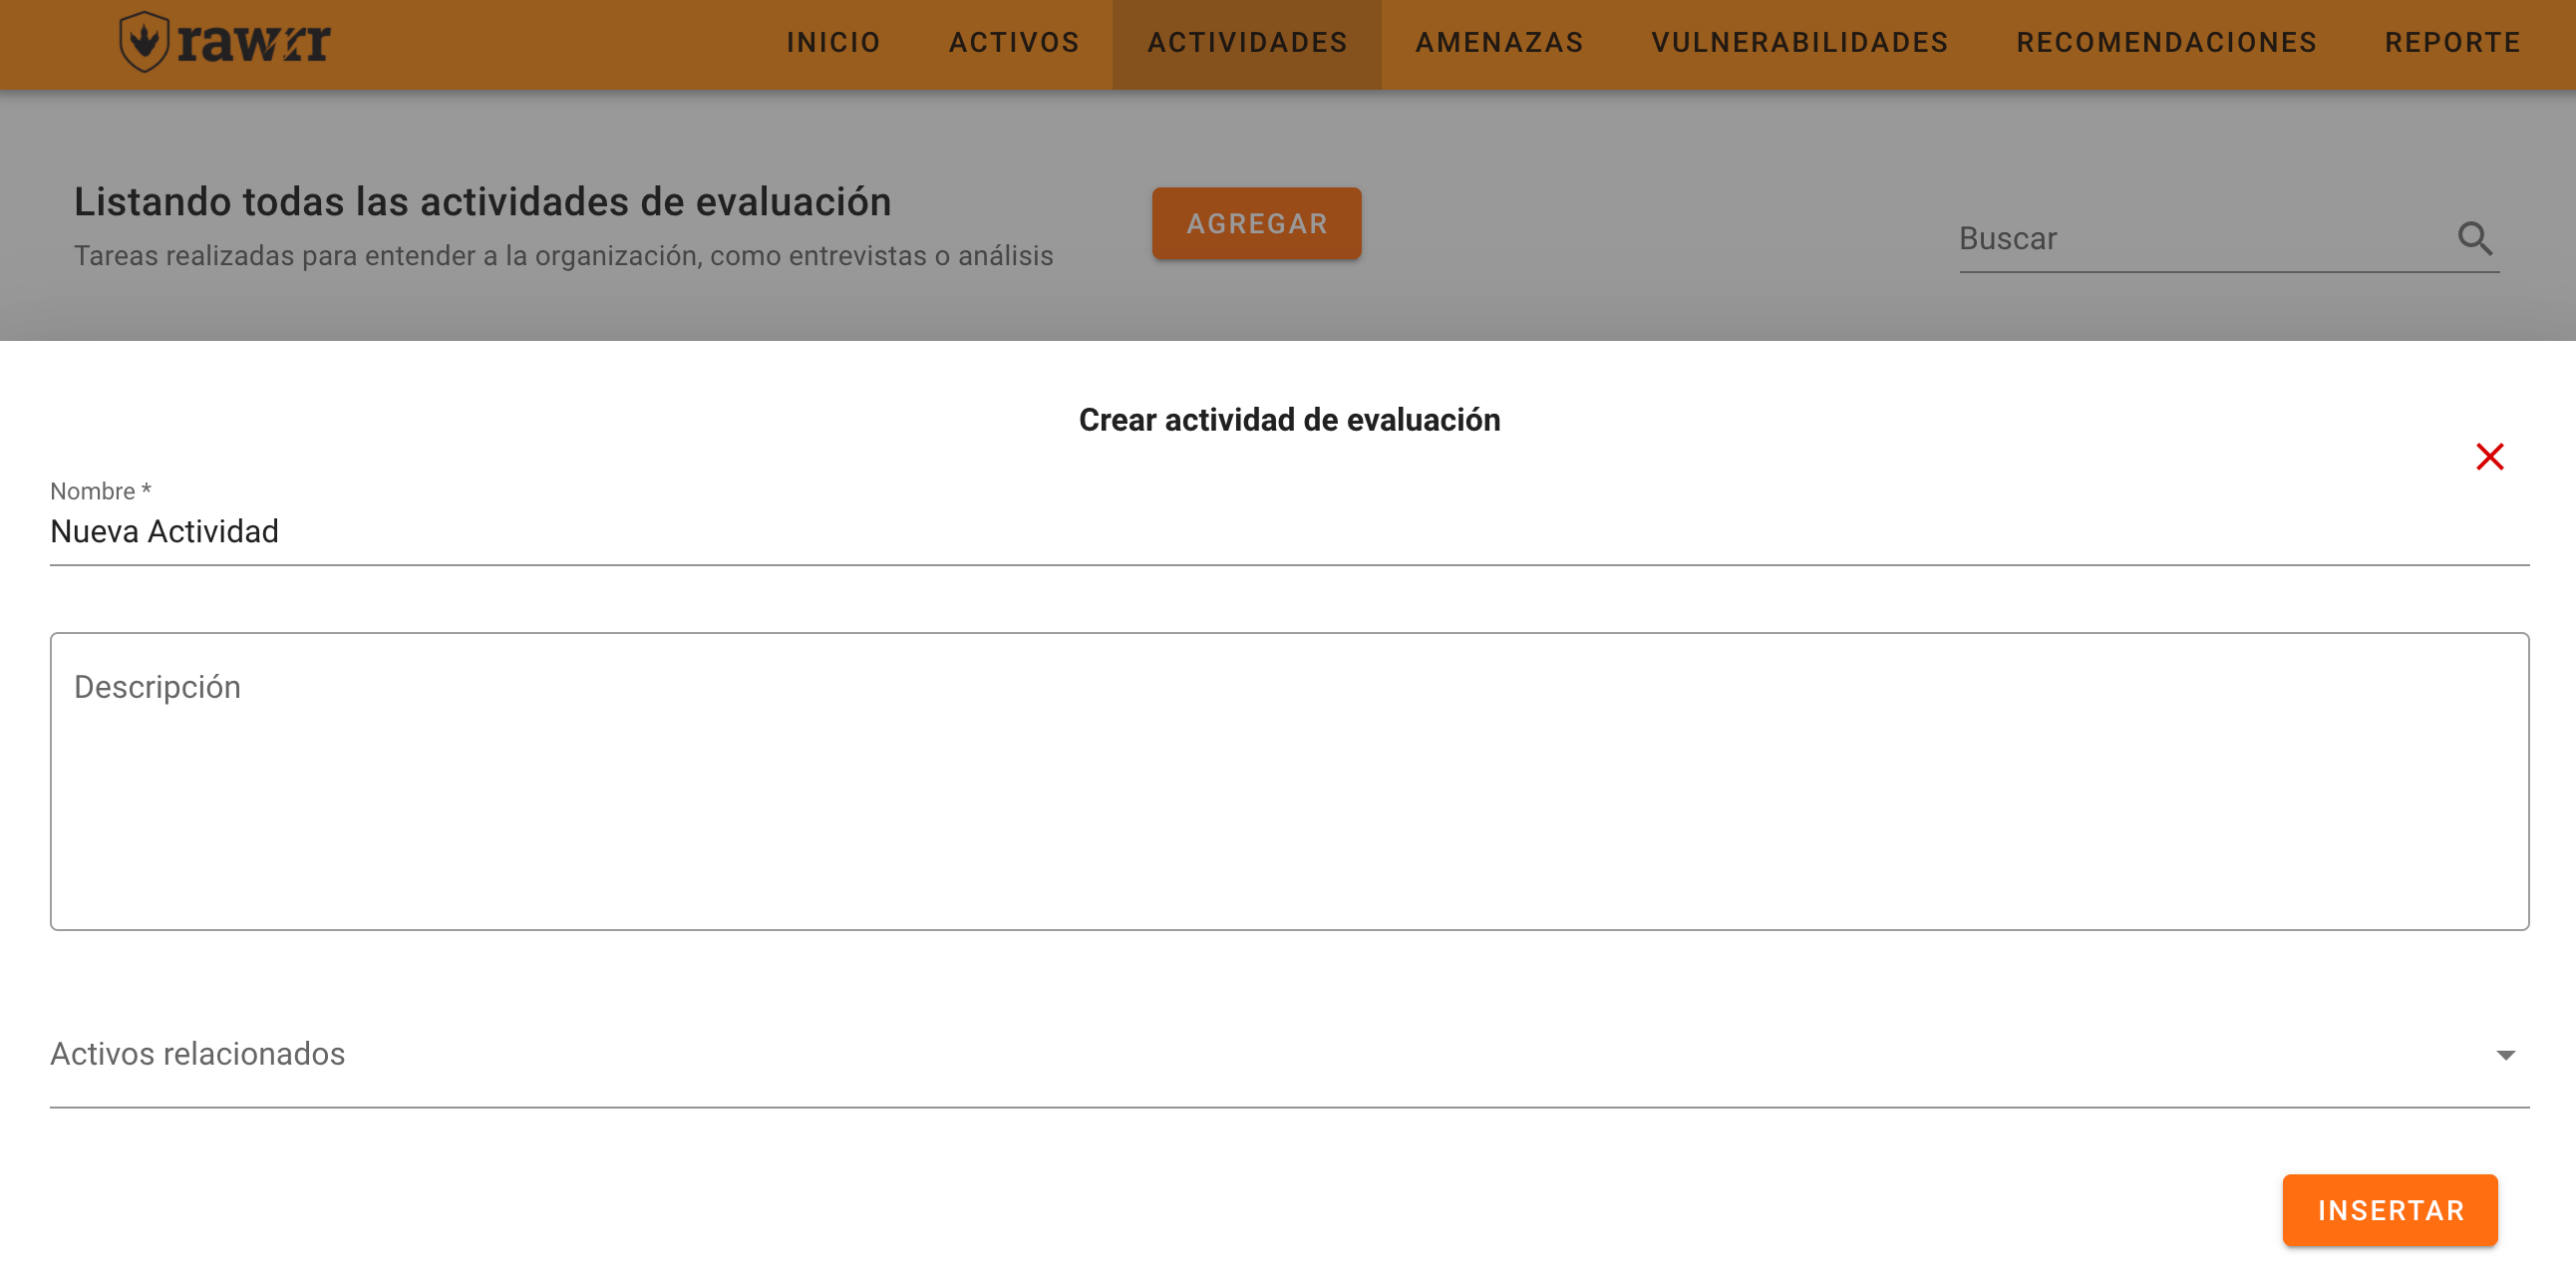 rawrr
INICIO ACTIVOS ACTIVIDADES AMENAZAS VULNERABILIDADES RECOMENDACIONES REPORTE
Listando todas las actividades de evaluación
Tareas realizadas para entender a la organización, como entrevistas o análisis
AGREGAR
Buscar
Crear actividad de evaluación
Nombre *
Nueva Actividad
Descripción
Activos relacionados
INSERTAR